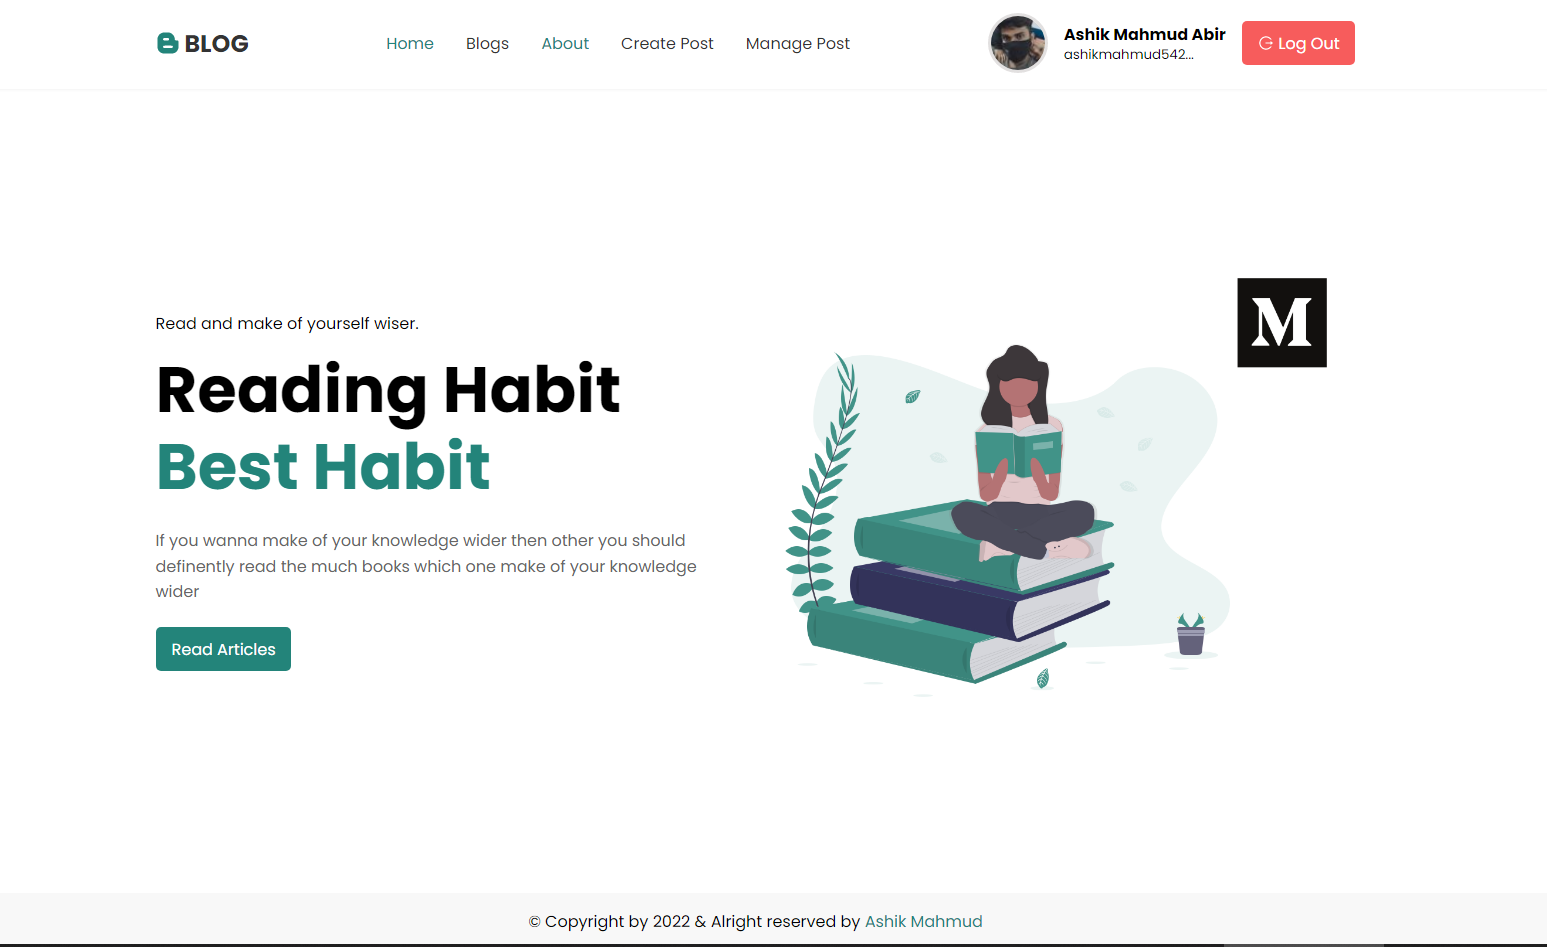 BLOG
Home Blogs About Create Post Manage Post
Ashik Mahmud Abir
ashikmahmud542...
Log Out
Read and make of yourself wiser.
Reading Habit
Best Habit
If you wanna make of your knowledge wider then other you should
definently read the much books which one make of your knowledge
wider
Read Articles
M
© Copyright by 2022 & Alright reserved by Ashik Mahmud